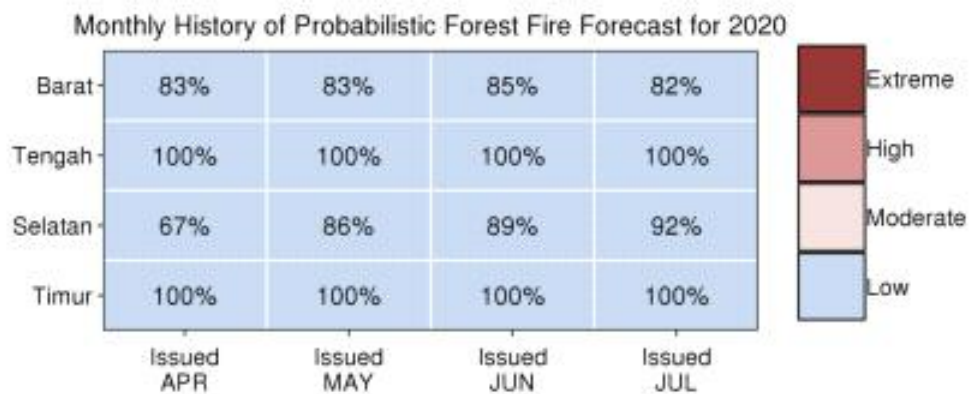 Monthly History of Probabilistic Forest Fire Forecast for 2020
Barat 83% 83% 85% 82%
Tengah 100% 100% 100% 100%
Selatan 67% 86% 89% 92%
Timur 100% 100% 100% 100%
Issued Issued Issued Issued
APR MAY JUN JUL
Extreme
High
Moderate
Low